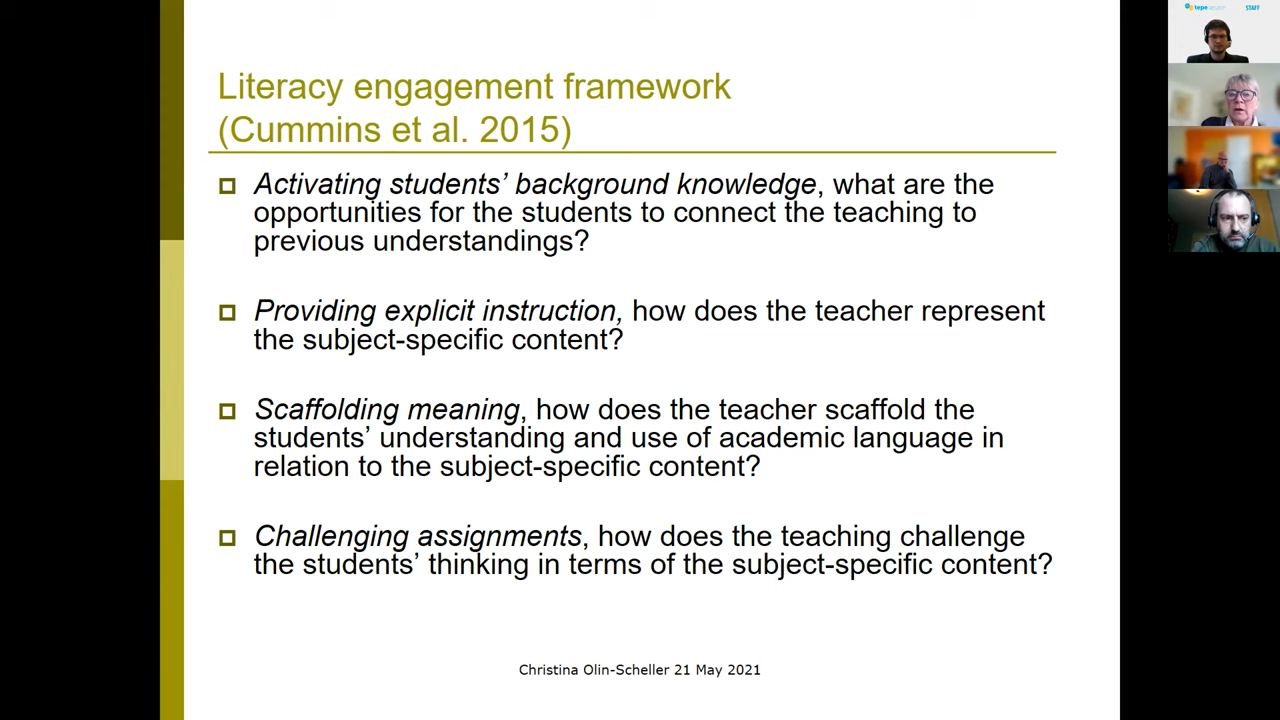 Literacy engagement framework
(Cummins et al. 2015)
Activating students’ background knowledge, what are the
opportunities for the students to connect the teaching to
previous understandings?
Providing explicit instruction, how does the teacher represent
the subject-specific content?
Scaffolding meaning, how does the teacher scaffold the
students’ understanding and use of academic language in
relation to the subject-specific content?
Challenging assignments, how does the teaching challenge
the students’ thinking in terms of the subject-specific content?
Christina Olin-Scheller 21 May 2021
STAFF